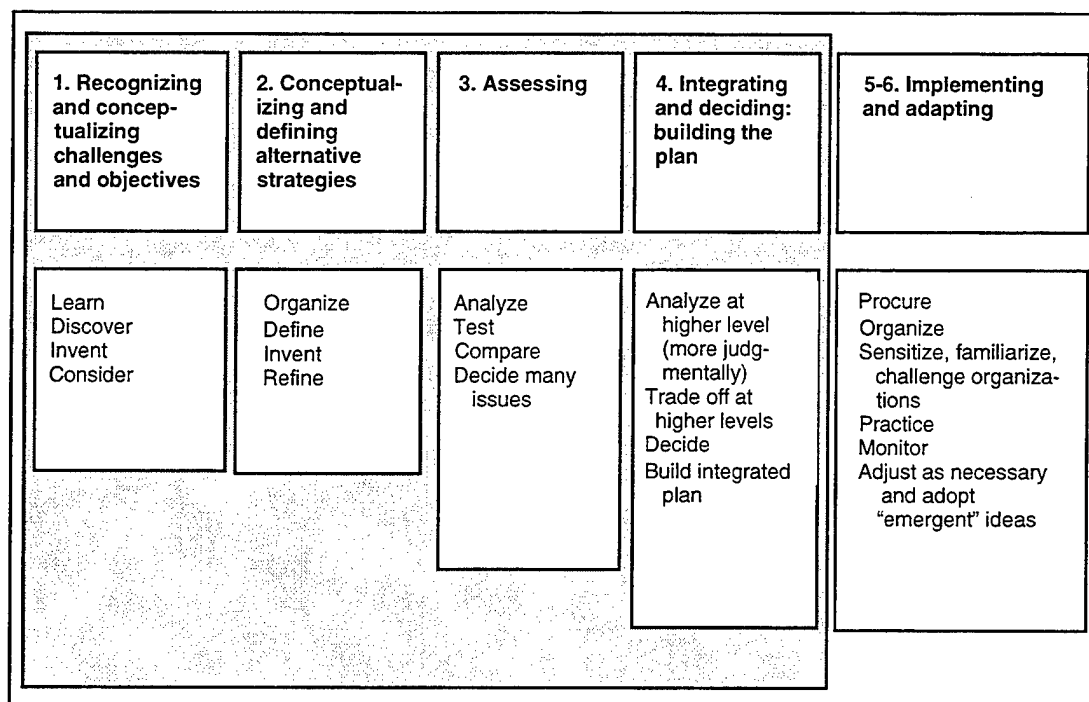 1. Recognizing
and concep-
tualizing
challenges
and objectives
2. Conceptual-
izing and
defining
alternative
strategies
3. Assessing
4. Integrating
and deciding:
building the
plan
5-6. Implementing
and adapting
Learn
Discover
Invent
Consider
Organize
Define
Invent
Refine
Analyze
Test
Compare
Decide many
issues
Analyze at
higher level
(more judg-
mentally)
Trade off at
higher levels
Decide
Build integrated
plan
Procure
Organize
Sensitize, familiarize,
challenge organiza-
tions
Practice
Monitor
Adjust as necessary
and adopt
“emergent” ideas